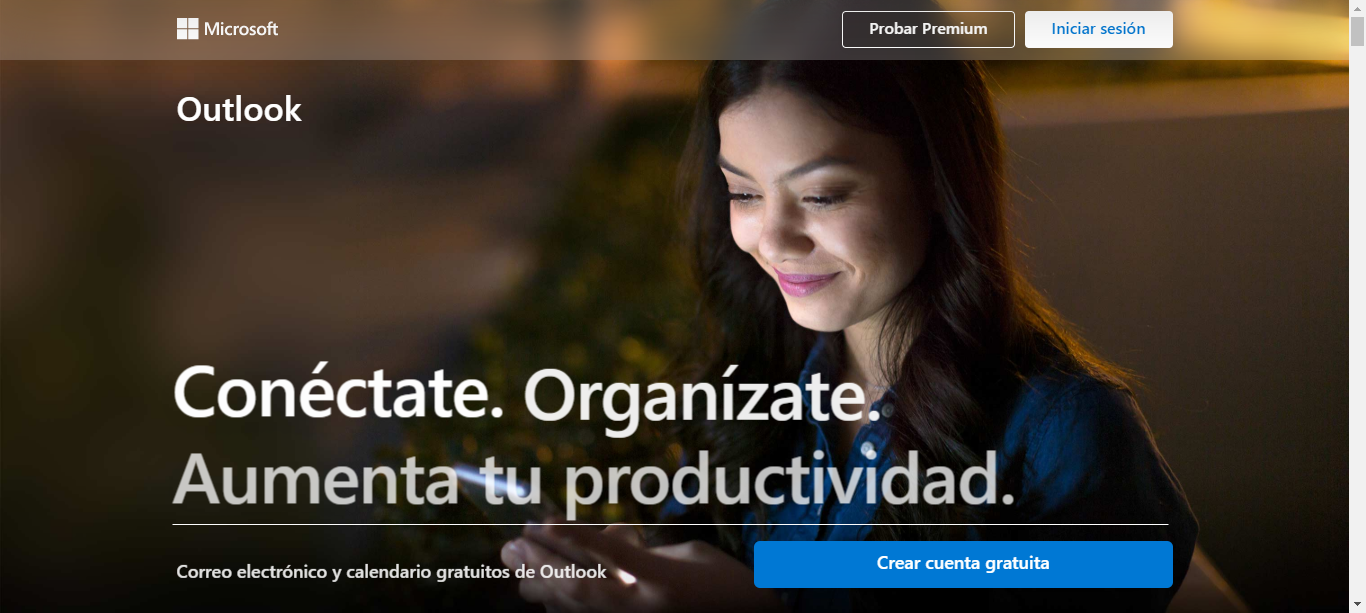 Microsoft
Probar Premium
Iniciar sesión
Outlook
Conéctate. Organízate.
Aumenta tu productividad.
Correo electrónico y calendario gratuitos de Outlook
Crear cuenta gratuita